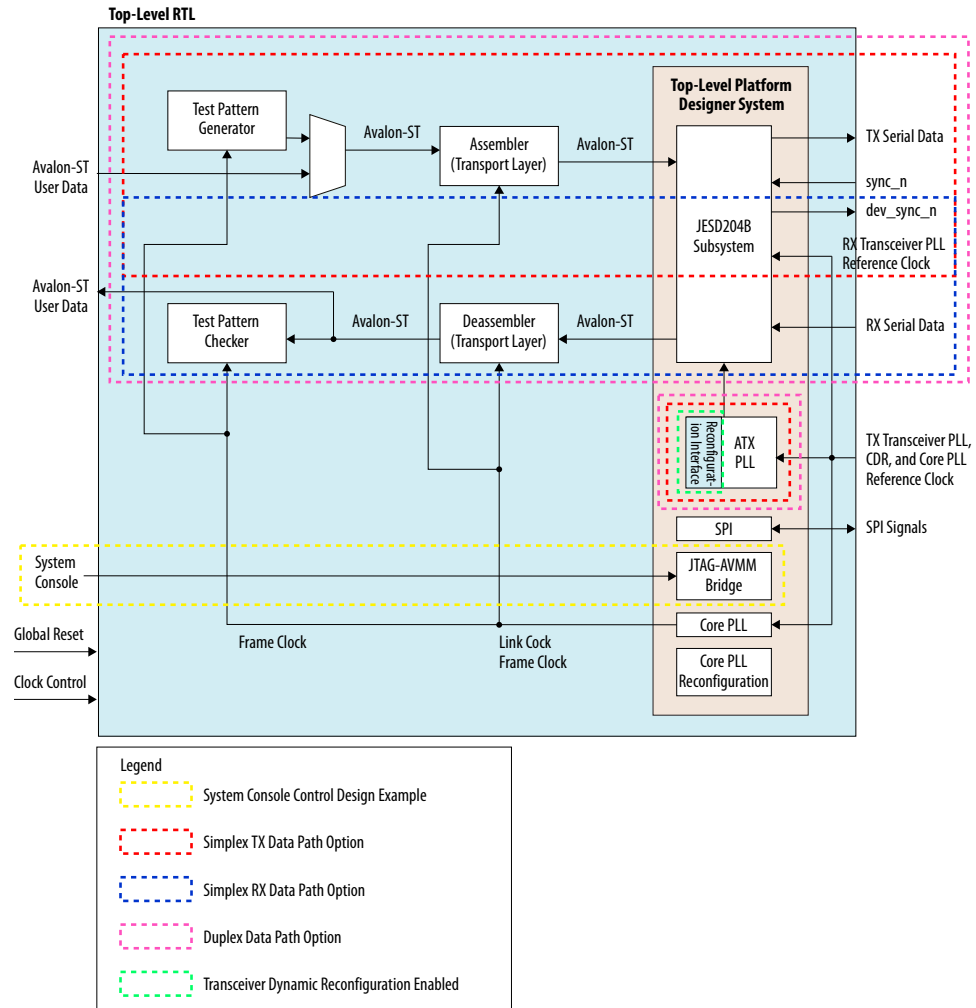 Top-Level RTL
Top-Level Platform
Designer System
Test Pattern
Generator
Avalon-ST
Assembler
(Transport Layer)
Avalon-ST
TX Serial Data
Avalon-ST
User Data
sync_n
dev_sync_n
JESD204B
Subsystem
RX Transceiver PLL
Reference Clock
Avalon-ST
User Data
Test Pattern
Checker
Avalon-ST
Deassembler
(Transport Layer)
Avalon-ST
RX Serial Data
Reconfigurat-
ion Interface
ATX
PLL
TX Transceiver PLL,
CDR, and Core PLL
Reference Clock
SPI
SPI Signals
System
Console
JTAG-AVMM
Bridge
Global Reset
Frame Clock
Link Cock
Frame Clock
Core PLL
Clock Control
Core PLL
Reconfiguration
Legend
System Console Control Design Example
Simplex TX Data Path Option
Simplex RX Data Path Option
Duplex Data Path Option
Transceiver Dynamic Reconfiguration Enabled